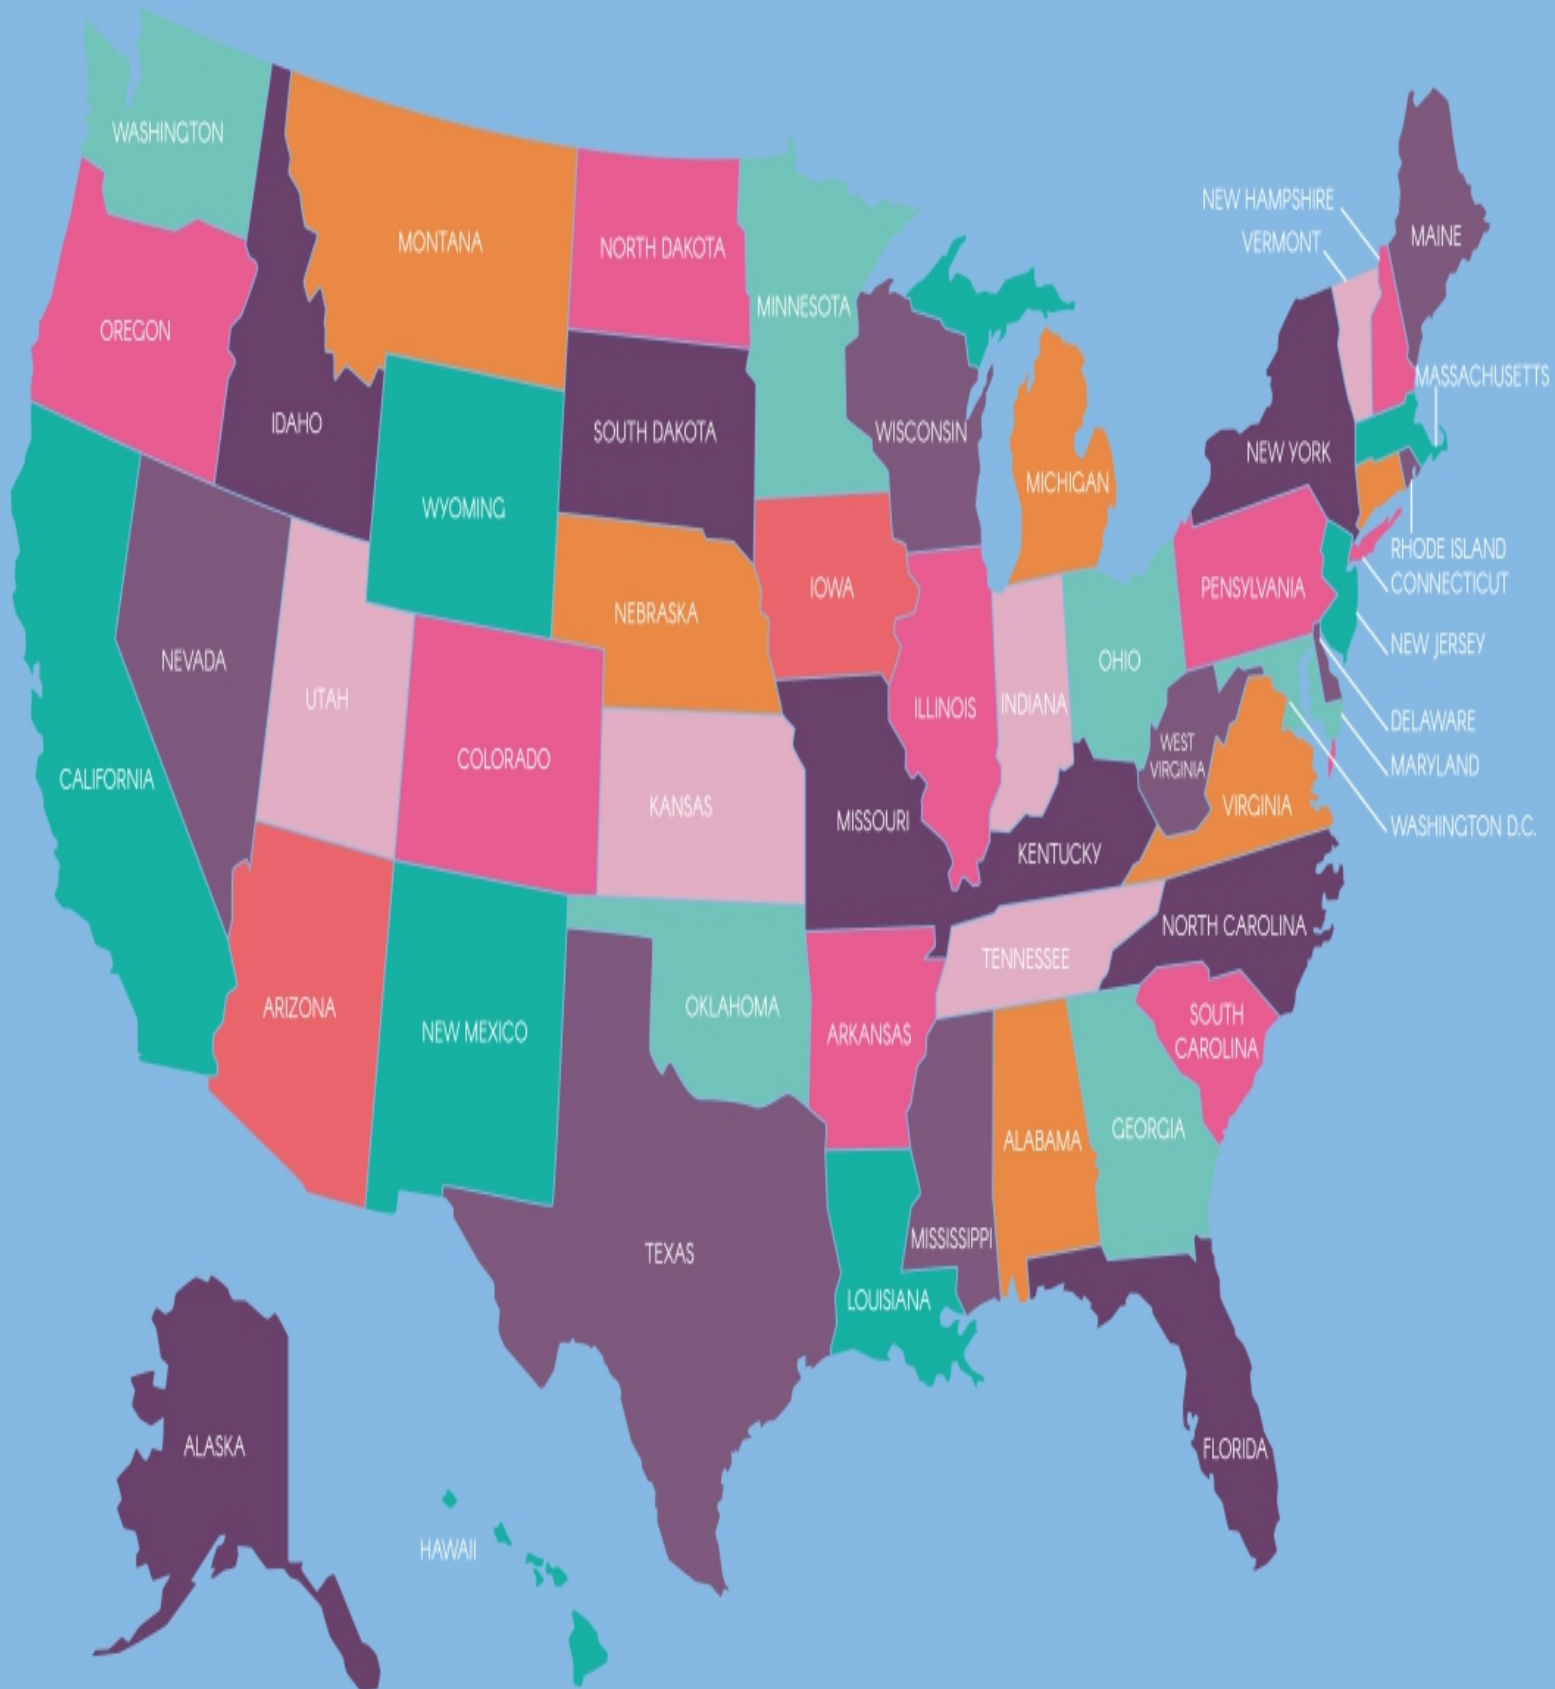 WASHINGTON
NEW HAMPSHIRE
VERMONT
MAINE
MONTANA
NORTH DAKOTA
MINNESOTA
OREGON
MASSACHUSETTS
IDAHO
SOUTH DAKOTA
WISCONSIN
NEW YORK
MICHIGAN
WYOMING
RHODE ISLAND
CONNECTICUT
IOWA
PENSYLVANIA
NEBRASKA
NEW JERSEY
NEVADA
OHIO
UTAH
ILLINOIS
INDIANA
DELAWARE
WEST
VIRGINIA
COLORADO
MARYLAND
CALIFORNIA
KANSAS
VIRGINIA
MISSOURI
WASHINGTON D.C.
KENTUCKY
NORTH CAROLINA
TENNESSEE
ARIZONA
OKLAHOMA
SOUTH
CAROLINA
NEW MEXICO
ARKANSAS
GEORGIA
ALABAMA
MISSISSIPPI
TEXAS
LOUISIANA
ALASKA
FLORIDA
HAWAII